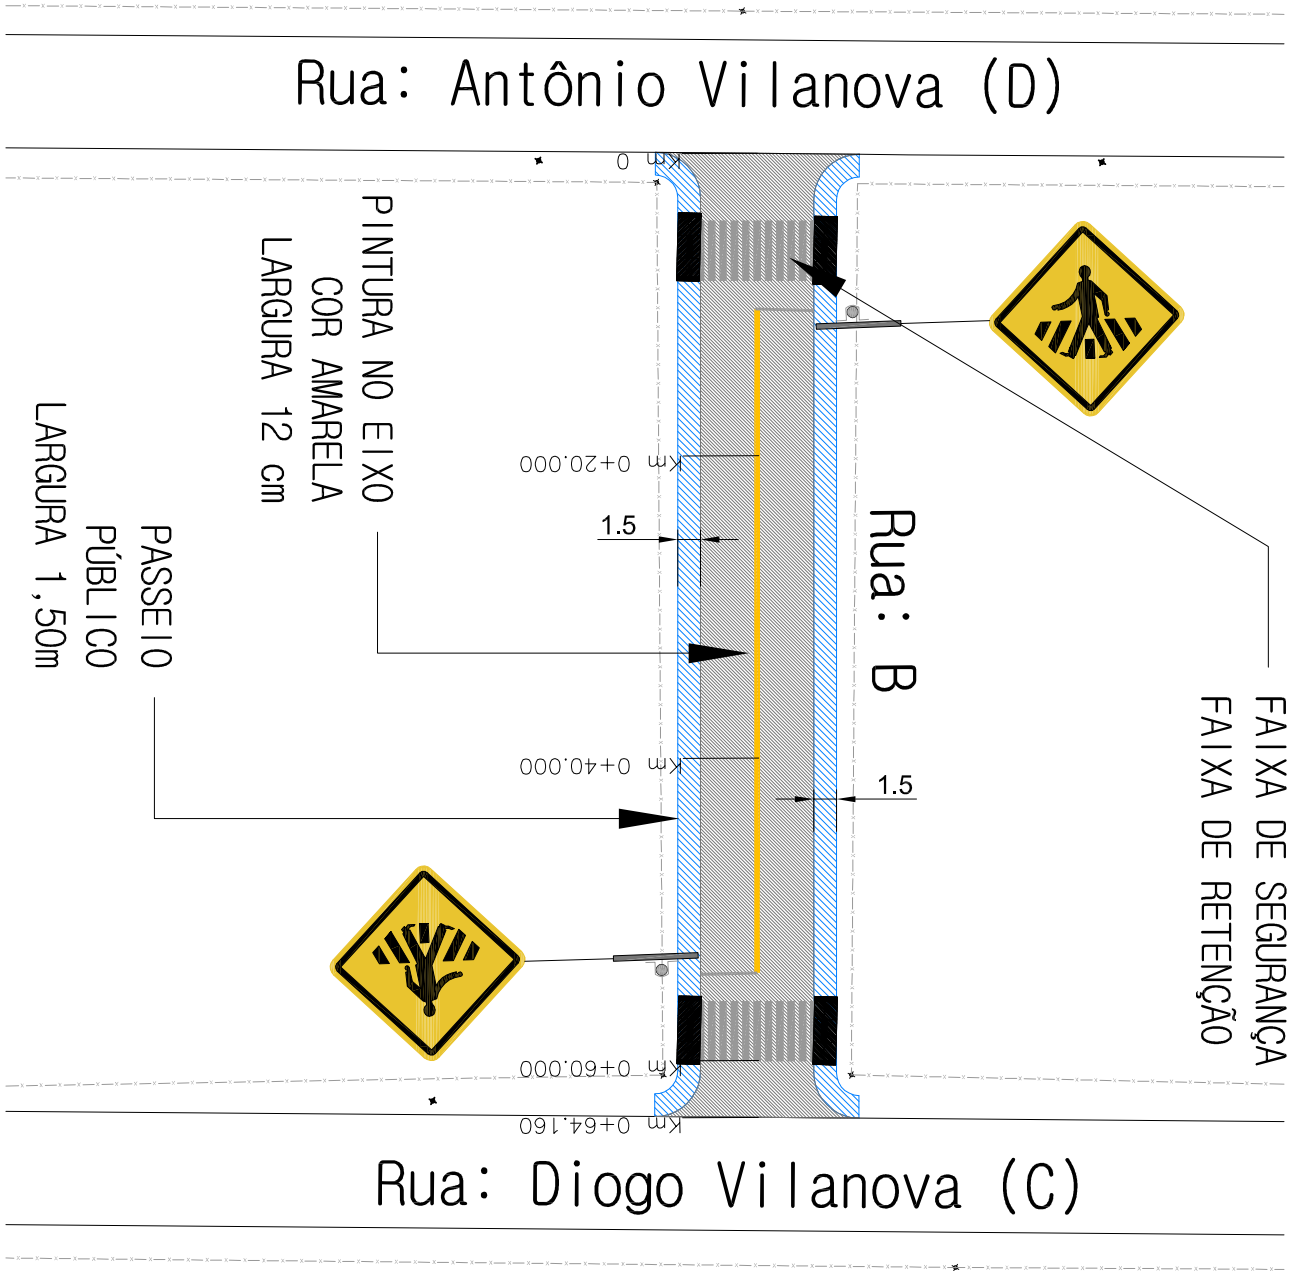 Rua: Antônio Vilanova (D)
Km 0
PINTURA NO EIXO
COR AMARELA
LARGURA 12 cm
Km 0+20.000
1.5
Rua: B
PASSEIO
PÚBLICO
LARGURA 1,50m
Km 0+40.000
1.5
FAIXA DE SEGURANÇA
FAIXA DE RETENÇÃO
Km 0+60.000
Km 0+64.160
Rua: Diogo Vilanova (C)